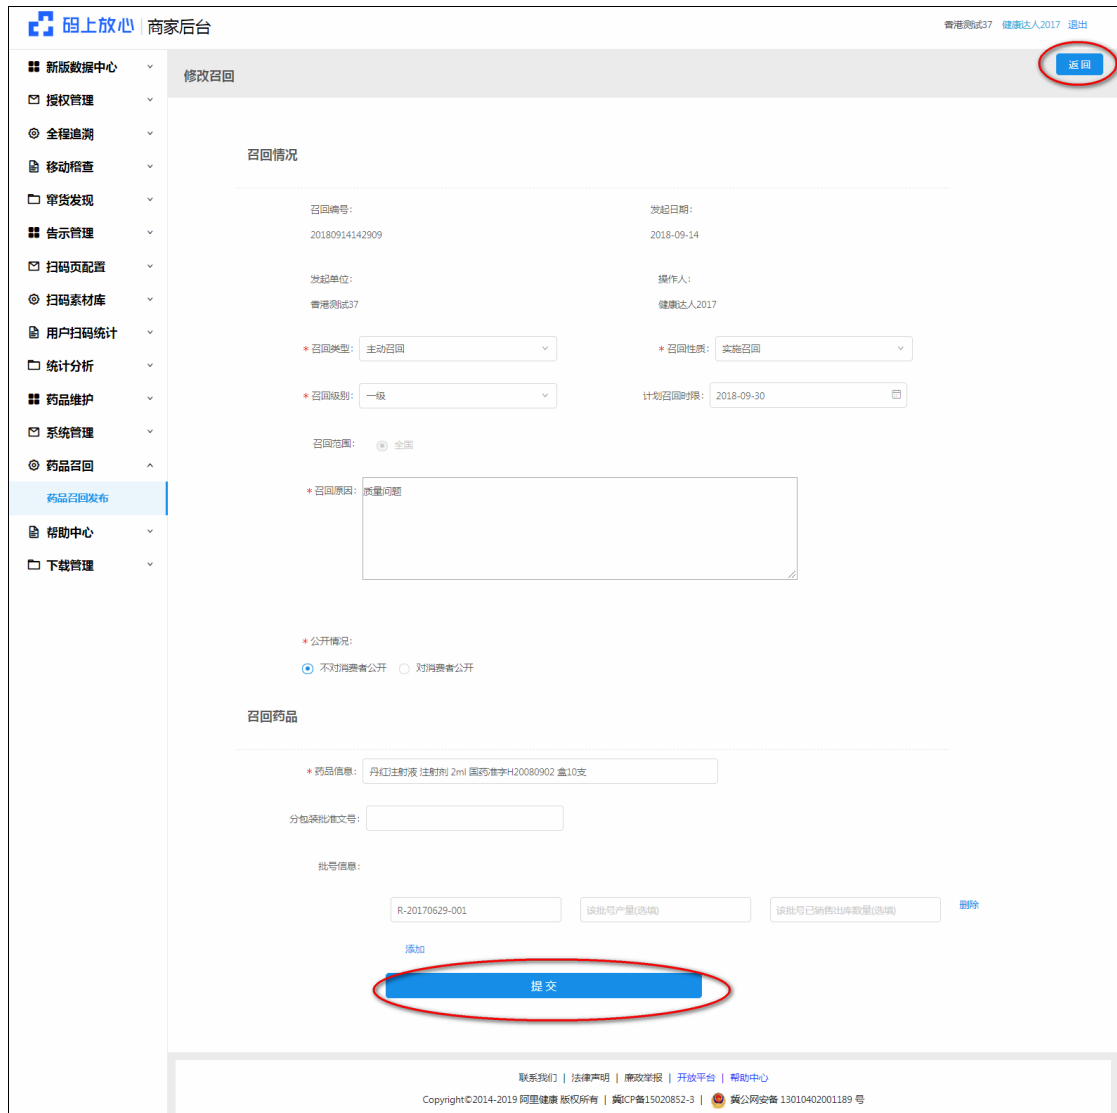 码上放心 商家后台
香港测试37 健康达人2017 退出
新版数据中心
授权管理
全程追溯
移动稽查
窜货发现
告示管理
扫码页配置
扫码素材库
用户扫码统计
统计分析
药品维护
系统管理
药品召回
药品召回发布
帮助中心
下载管理
修改召回
返回
召回情况
召回编号:
发起日期:
20180914142909
2018-09-14
发起单位:
操作人:
香港测试37
健康达人2017
* 召回类型: 主动召回
* 召回性质: 实施召回
* 召回级别: 一级
计划召回时限: 2018-09-30
召回范围: 全国
* 召回原因: 质量问题
* 公开情况:
不对消费者公开 对消费者公开
召回药品
* 药品信息: 丹红注射液 注射剂 2ml 国药准字H20080902 盒10支
分包装批准文号:
批号信息:
R-20170629-001 该批号产量(选填) 该批号已销售出库数量(选填) 删除
添加
提交
联系我们 | 法律声明 | 廉政举报 | 开放平台 | 帮助中心
Copyright©2014-2019 阿里健康 版权所有 | 冀ICP备15020852-3 | 冀公网安备 13010402001189 号